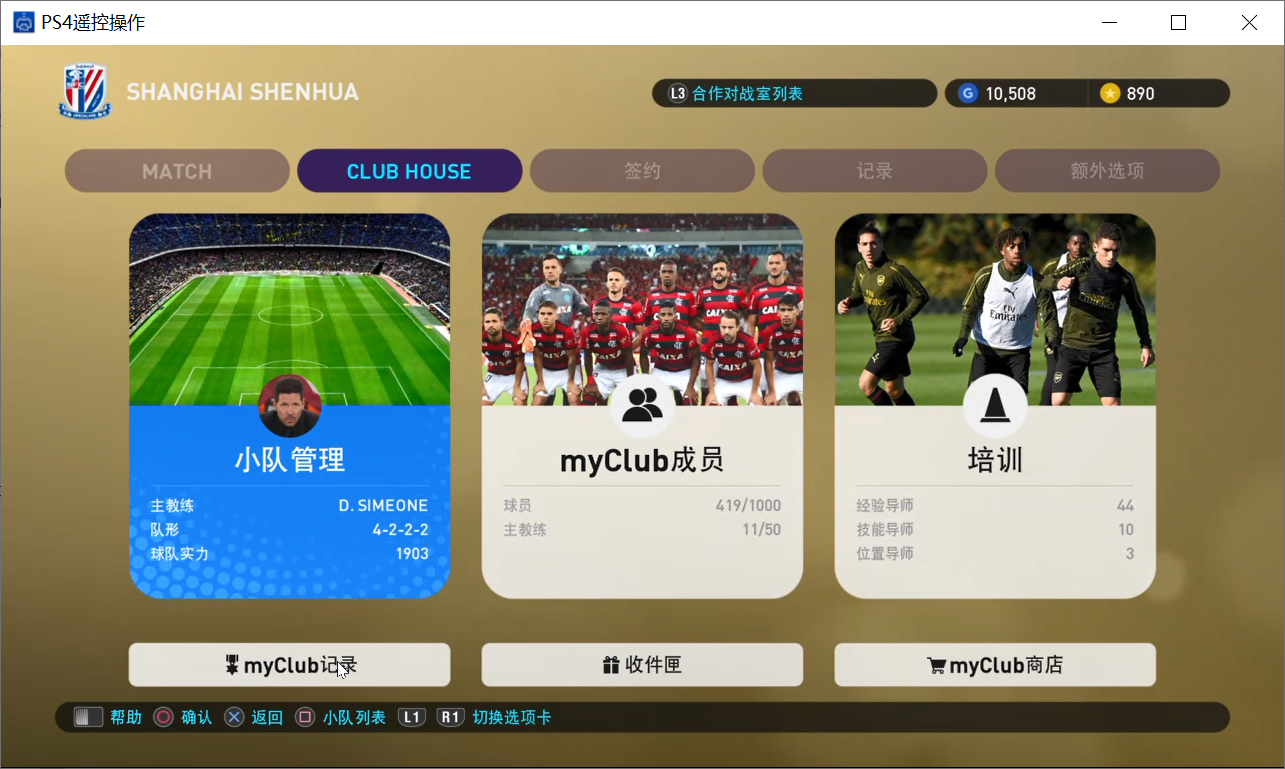 PS4遥控操作
SHANGHAI SHENHUA
L3 合作对战室列表
G 10,508
890
MATCH
CLUB HOUSE
签约
记录
额外选项
小队管理
主教练 D. SIMEONE
队形 4-2-2-2
球队实力 1903
myClub成员
球员 419/1000
主教练 11/50
培训
经验导师 44
技能导师 10
位置导师 3
myClub记录
收件匣
myClub商店
帮助 确认 返回 小队列表 L1 R1 切换选项卡